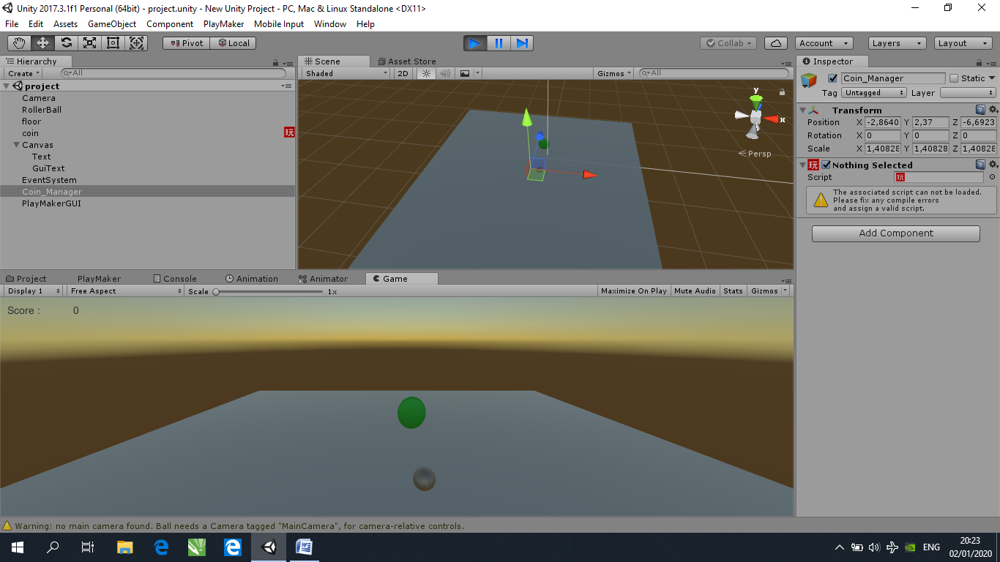 Unity 2017.3.1f1 Personal (64bit) - project.unity - New Unity Project - PC, Mac & Linux Standalone <DX11>
File Edit Assets GameObject Component PlayMaker Mobile Input Window Help
Pivot Local Collab Account Layers Layout
Hierarchy
Create All
project
Camera
RollerBall
floor
coin 玩
Canvas
Text
GuiText
EventSystem
Coin_Manager
PlayMakerGUI
Scene Asset Store
Shaded 2D Gizmos All
y
x
Persp
Inspector
Coin_Manager Static
Tag Untagged Layer
Transform
Position X -2,8640 Y 2,37 Z -6,6923
Rotation X 0 Y 0 Z 0
Scale X 1,40828 Y 1,40828 Z 1,40828
玩 Nothing Selected
Script 玩
The associated script can not be loaded.
Please fix any compile errors
and assign a valid script.
Add Component
Project PlayMaker Console Animation Animator Game
Display 1 Free Aspect Scale 1x Maximize On Play Mute Audio Stats Gizmos
Score : 0
Warning: no main camera found. Ball needs a Camera tagged "MainCamera", for camera-relative controls.
ENG
20:23
02/01/2020